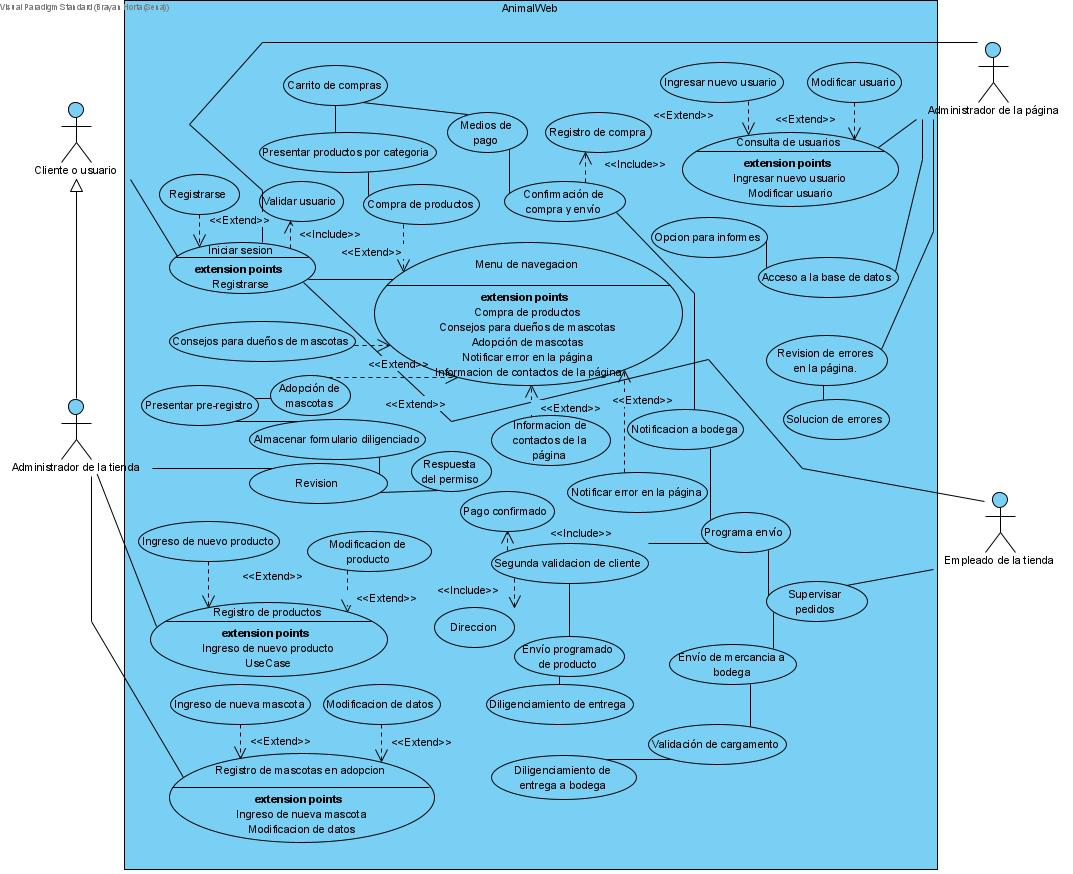 Visual Paradigm Standard (Brayan Horta(Sena))
AnimalWeb
Cliente o usuario
Administrador de la página
Administrador de la tienda
Empleado de la tienda
Carrito de compras
Medios de
pago
Registro de compra
<<Include>>
Presentar productos por categoria
Compra de productos
Confirmación de
compra y envío
Ingresar nuevo usuario
Modificar usuario
<<Extend>>
<<Extend>>
Consulta de usuarios
extension points
Ingresar nuevo usuario
Modificar usuario
Registrarse
Validar usuario
<<Extend>>
<<Include>>
<<Extend>>
Iniciar sesion
extension points
Registrarse
Menu de navegacion
extension points
Compra de productos
Consejos para dueños de mascotas
Adopción de mascotas
Notificar error en la página
Informacion de contactos de la página
Opcion para informes
Acceso a la base de datos
Consejos para dueños de mascotas
<<Extend>>
Revision de errores
en la página.
Solucion de errores
Adopción de
mascotas
<<Extend>>
Presentar pre-registro
Almacenar formulario diligenciado
Revision
Respuesta
del permiso
<<Extend>>
<<Extend>>
Informacion de
contactos de la
página
Notificacion a bodega
Notificar error en la página
Pago confirmado
<<Include>>
Programa envío
Segunda validacion de cliente
<<Include>>
Direccion
Supervisar
pedidos
Envío programado
de producto
Envío de mercancia a
bodega
Diligenciamiento de entrega
Validación de cargamento
Diligenciamiento de
entrega a bodega
Ingreso de nuevo producto
Modificacion de
producto
<<Extend>>
<<Extend>>
Registro de productos
extension points
Ingreso de nuevo producto
UseCase
Ingreso de nueva mascota
Modificacion de datos
<<Extend>>
<<Extend>>
Registro de mascotas en adopcion
extension points
Ingreso de nueva mascota
Modificacion de datos